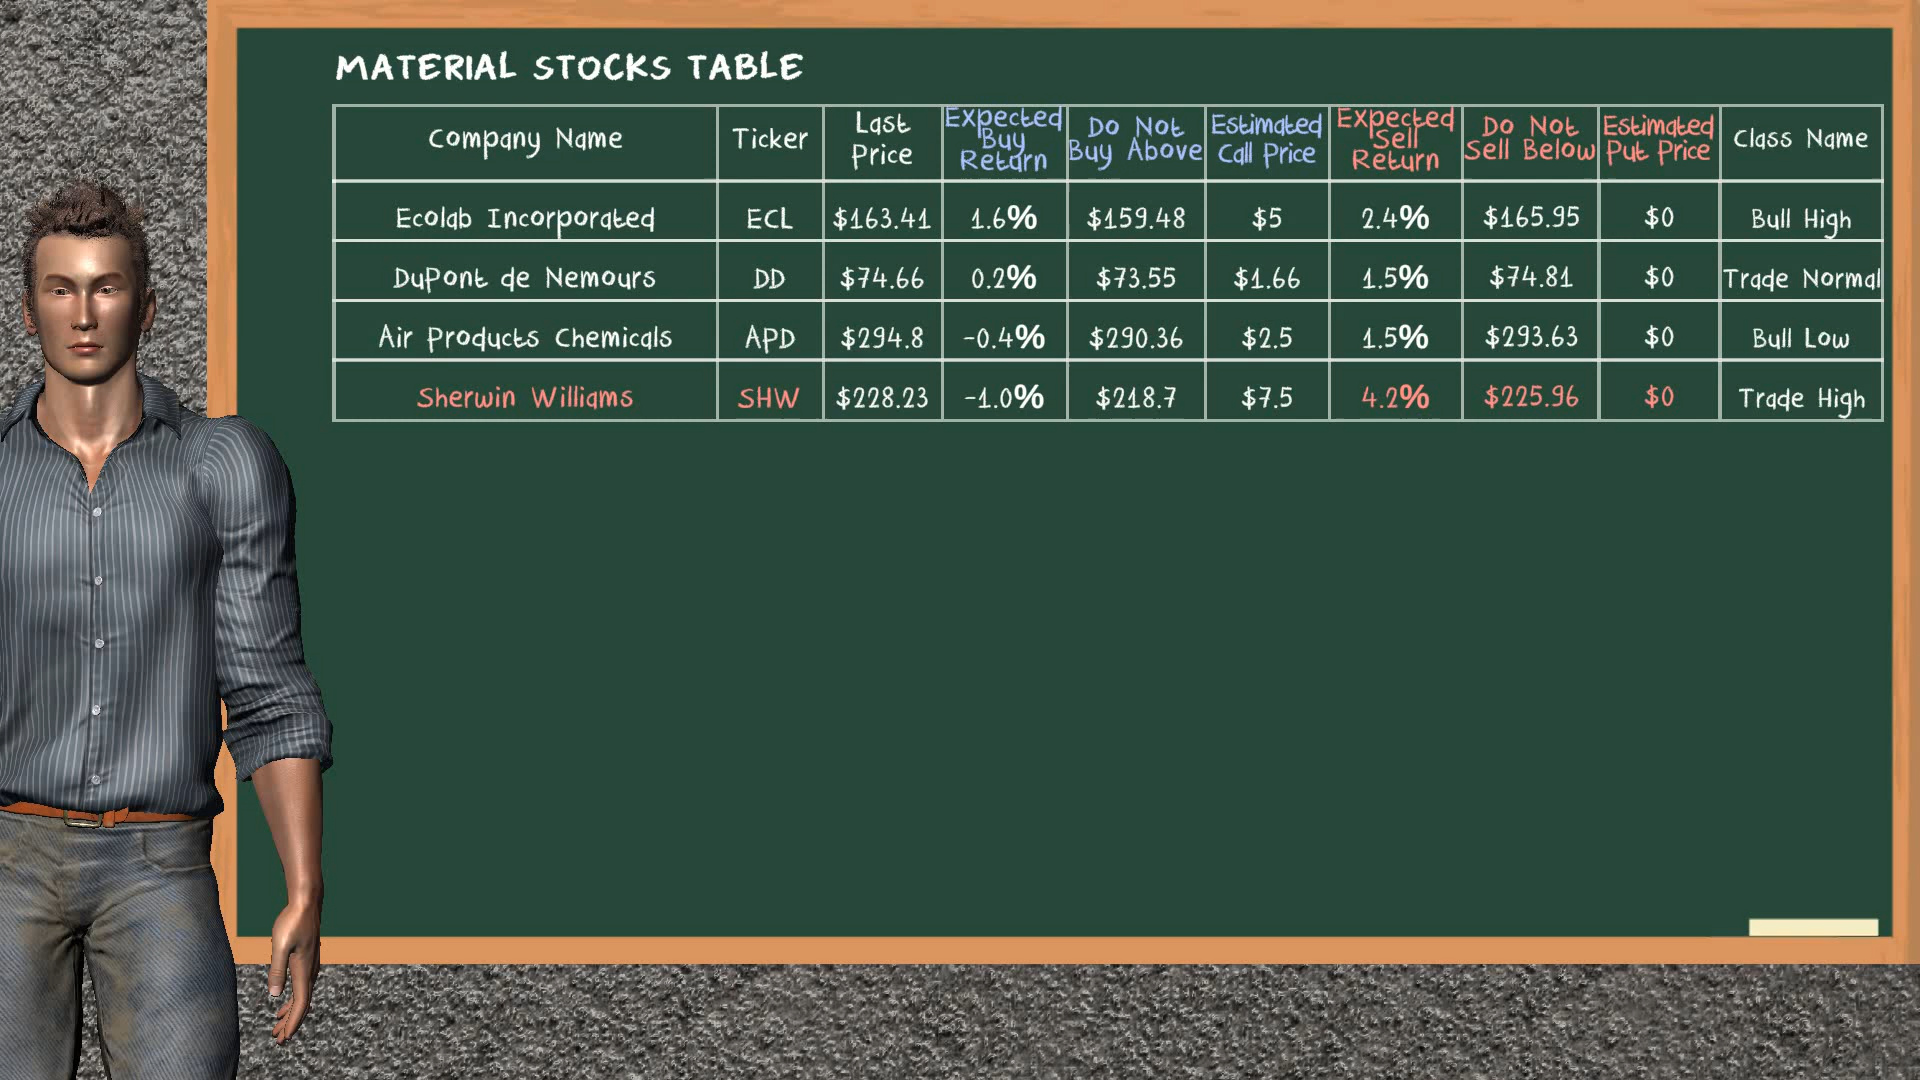 MATERIAL STOCKS TABLE
Company Name Ticker Last Price Expected Buy Return Do Not Buy Above Estimated Call Price Expected Sell Return Do Not Sell Below Estimated Put Price Class Name
Ecolab Incorporated ECL $163.41 1.6% $159.48 $5 2.4% $165.95 $0 Bull High
DuPont de Nemours DD $74.66 0.2% $73.55 $1.66 1.5% $74.81 $0 Trade Normal
Air Products Chemicals APD $294.8 -0.4% $290.36 $2.5 1.5% $293.63 $0 Bull Low
Sherwin Williams SHW $228.23 -1.0% $218.7 $7.5 4.2% $225.96 $0 Trade High